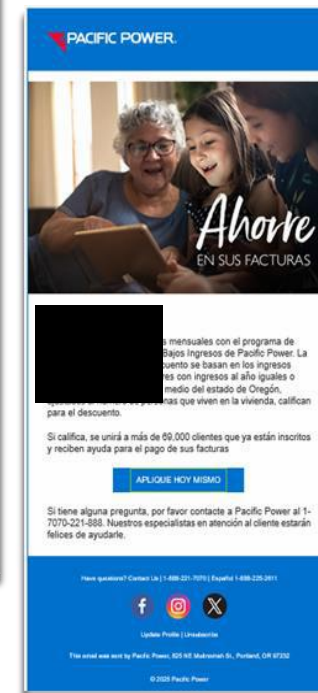 PACIFIC POWER.
Ahorre
EN SUS FACTURAS
s mensuales con el programa de
Bajos Ingresos de Pacific Power. La
se basan en los ingresos
con ingresos al año iguales o
medio del estado de Oregón,
que viven en la vivienda, califican
para el descuento.
Si califica, se unirá a más de 69,000 clientes que ya están inscritos
y reciben ayuda para el pago de sus facturas
APLIQUE HOY MISMO
Si tiene alguna pregunta, por favor contacte a Pacific Power al 1-
7070-221-888. Nuestros especialistas en atención al cliente estarán
felices de ayudarle.
Have questions? Contact Us | 1-888-221-7070 | Español 1-888-225-2611
Update Profile | Unsubscribe
This email was sent by Pacific Power, 825 NE Multnomah St., Portland, OR 97232
© 2025 Pacific Power